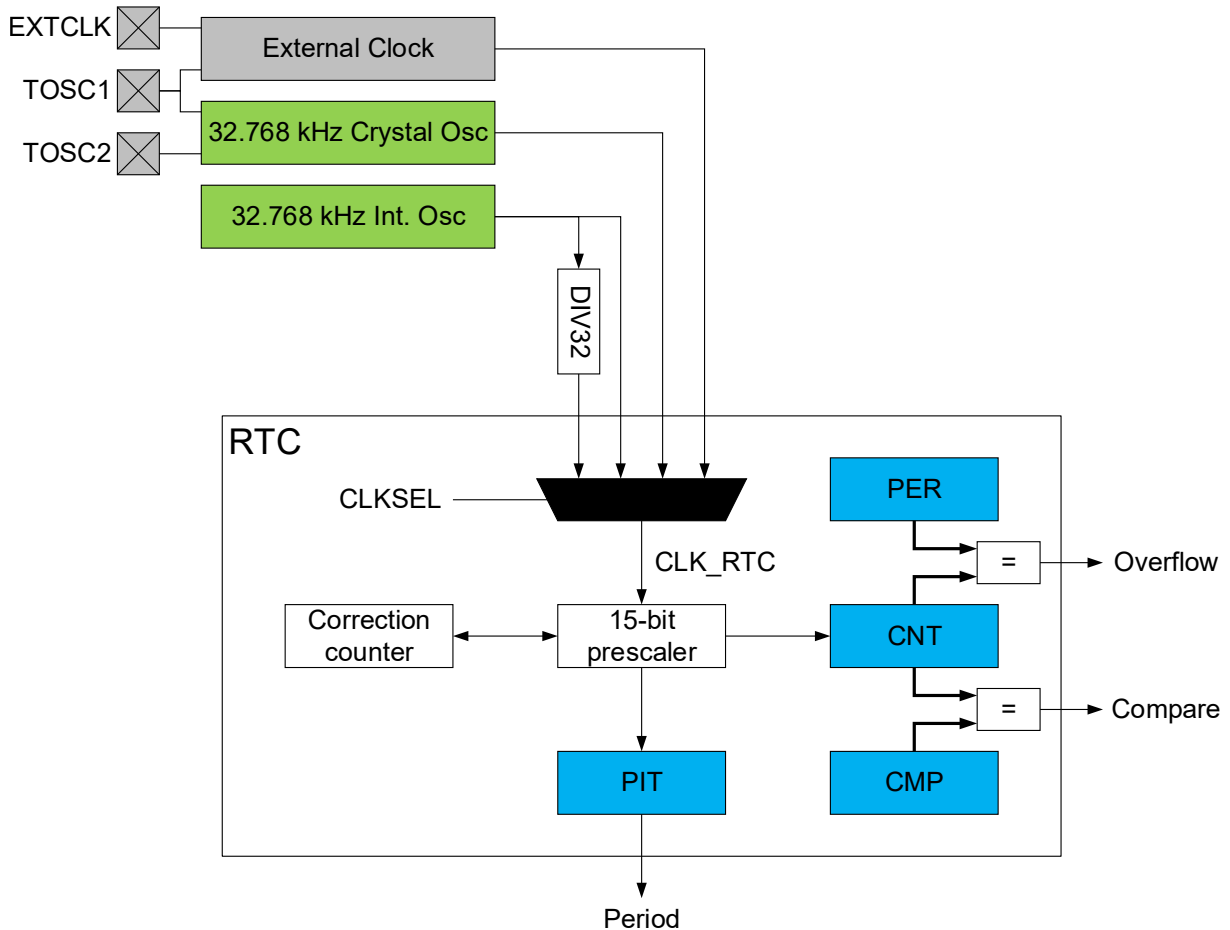 EXTCLK
External Clock
TOSC1
32.768 kHz Crystal Osc
TOSC2
32.768 kHz Int. Osc
DIV32
RTC
CLKSEL
PER
CLK_RTC
=
Overflow
Correction
counter
15-bit
prescaler
CNT
=
Compare
PIT
CMP
Period